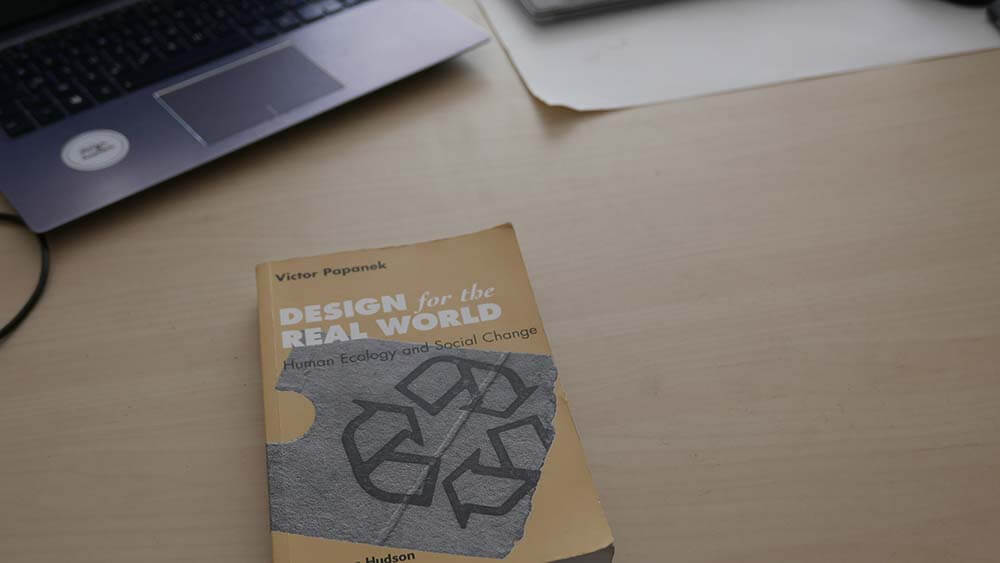 Victor Papanek
DESIGN for the
REAL WORLD
Human Ecology and Social Change
Hudson